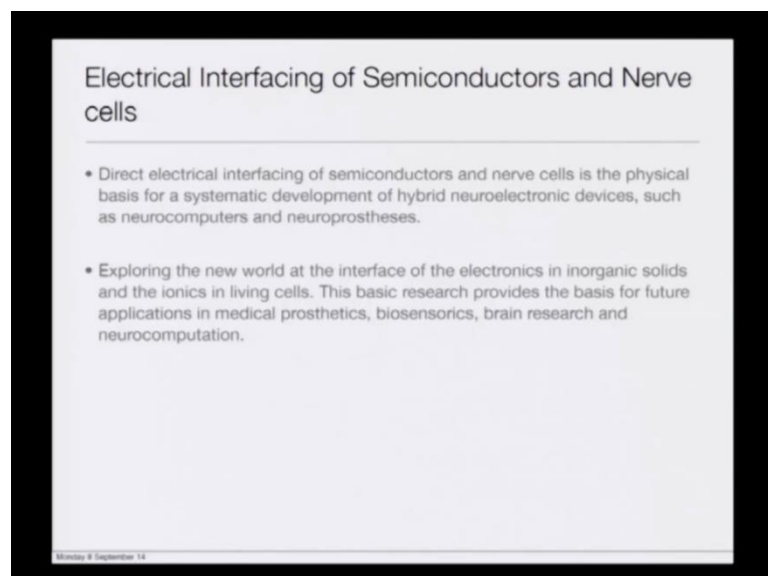 Electrical Interfacing of Semiconductors and Nerve
cells
• Direct electrical interfacing of semiconductors and nerve cells is the physical
basis for a systematic development of hybrid neuroelectronic devices, such
as neurocomputers and neuroprostheses.
• Exploring the new world at the interface of the electronics in inorganic solids
and the ionics in living cells. This basic research provides the basis for future
applications in medical prosthetics, biosensorics, brain research and
neurocomputation.
Monday 8 September 14